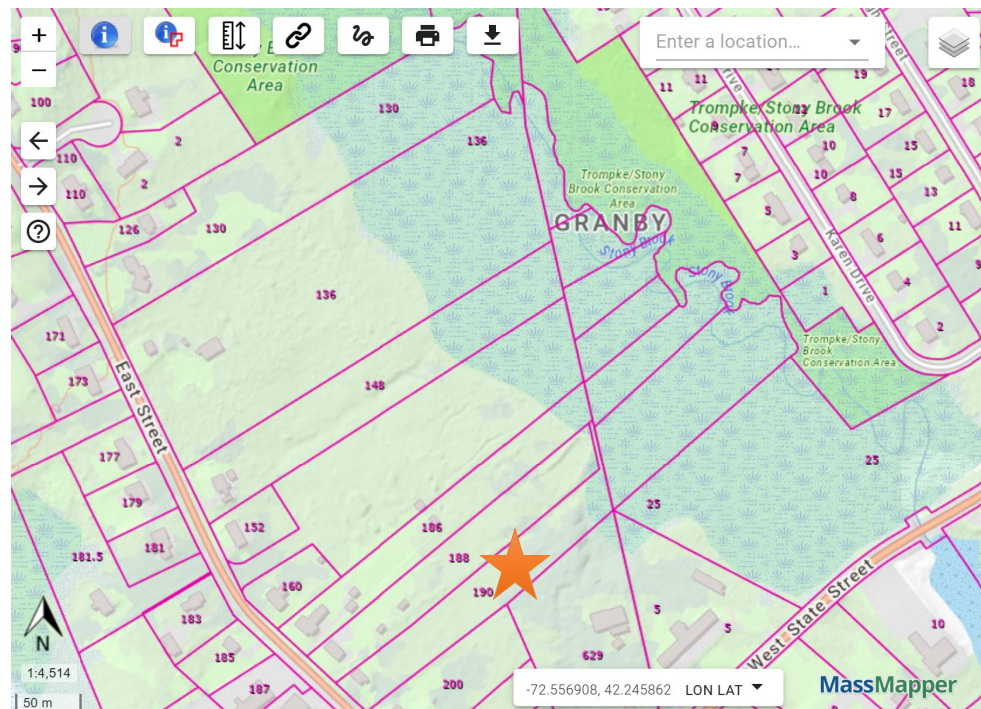 +
−
i
Enter a location...
Conservation
Area
100
110
110
2
2
126
130
130
136
136
11
11
19
18
Trompke/Stony Brook
Conservation Area
17
7
10
15
7
10
15
13
8
5
11
6
3
4
1
2
Karen Drive
Trompke/Stony
Brook Conservation
Area
GRANBY
Stony Brook
Stony Brook
Trompke/Stony
Brook
Conservation Area
171
173
East Street
148
177
179
181
181.5
152
186
188
190
160
183
185
187
200
25
25
5
5
629
10
West State Street
N
1:4,514
50 m
-72.556908, 42.245862 LON LAT
MassMapper